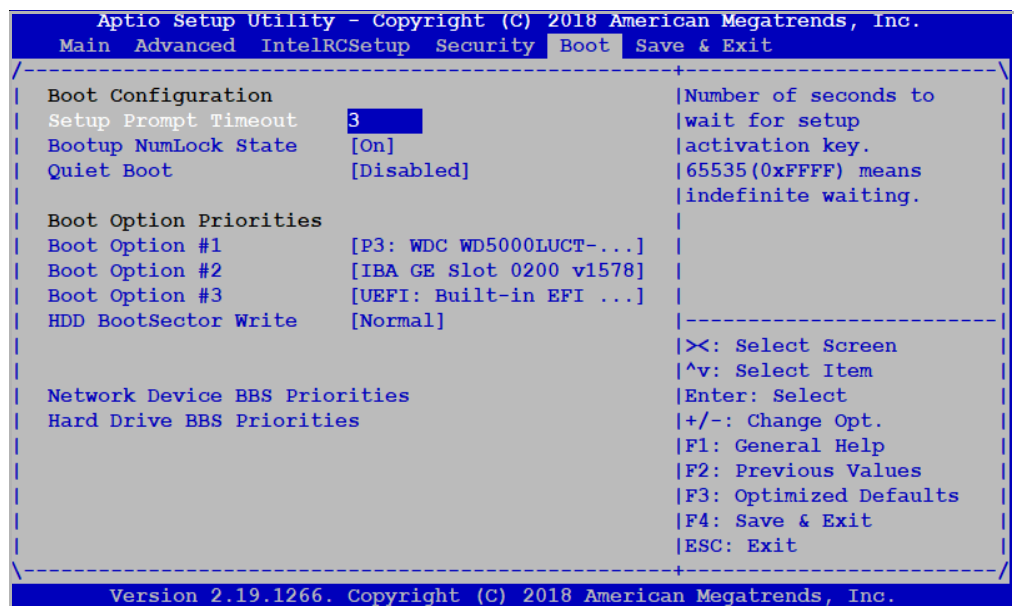 Aptio Setup Utility - Copyright (C) 2018 American Megatrends, Inc.
Main Advanced IntelRCSetup Security Boot Save & Exit
Boot Configuration
Setup Prompt Timeout 3
Bootup NumLock State [On]
Quiet Boot [Disabled]
Boot Option Priorities
Boot Option #1 [P3: WDC WD5000LUCT-...]
Boot Option #2 [IBA GE Slot 0200 v1578]
Boot Option #3 [UEFI: Built-in EFI ...]
HDD BootSector Write [Normal]
Network Device BBS Priorities
Hard Drive BBS Priorities
Number of seconds to
wait for setup
activation key.
65535(0xFFFF) means
indefinite waiting.
><: Select Screen
^v: Select Item
Enter: Select
+/-: Change Opt.
F1: General Help
F2: Previous Values
F3: Optimized Defaults
F4: Save & Exit
ESC: Exit
Version 2.19.1266. Copyright (C) 2018 American Megatrends, Inc.